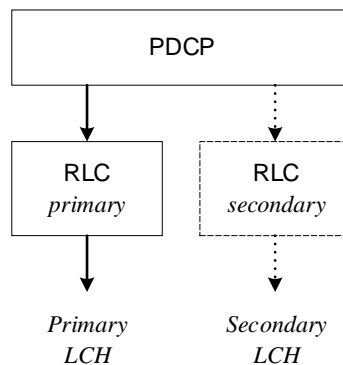 PDCP
RLC
primary
RLC
secondary
Primary
LCH
Secondary
LCH